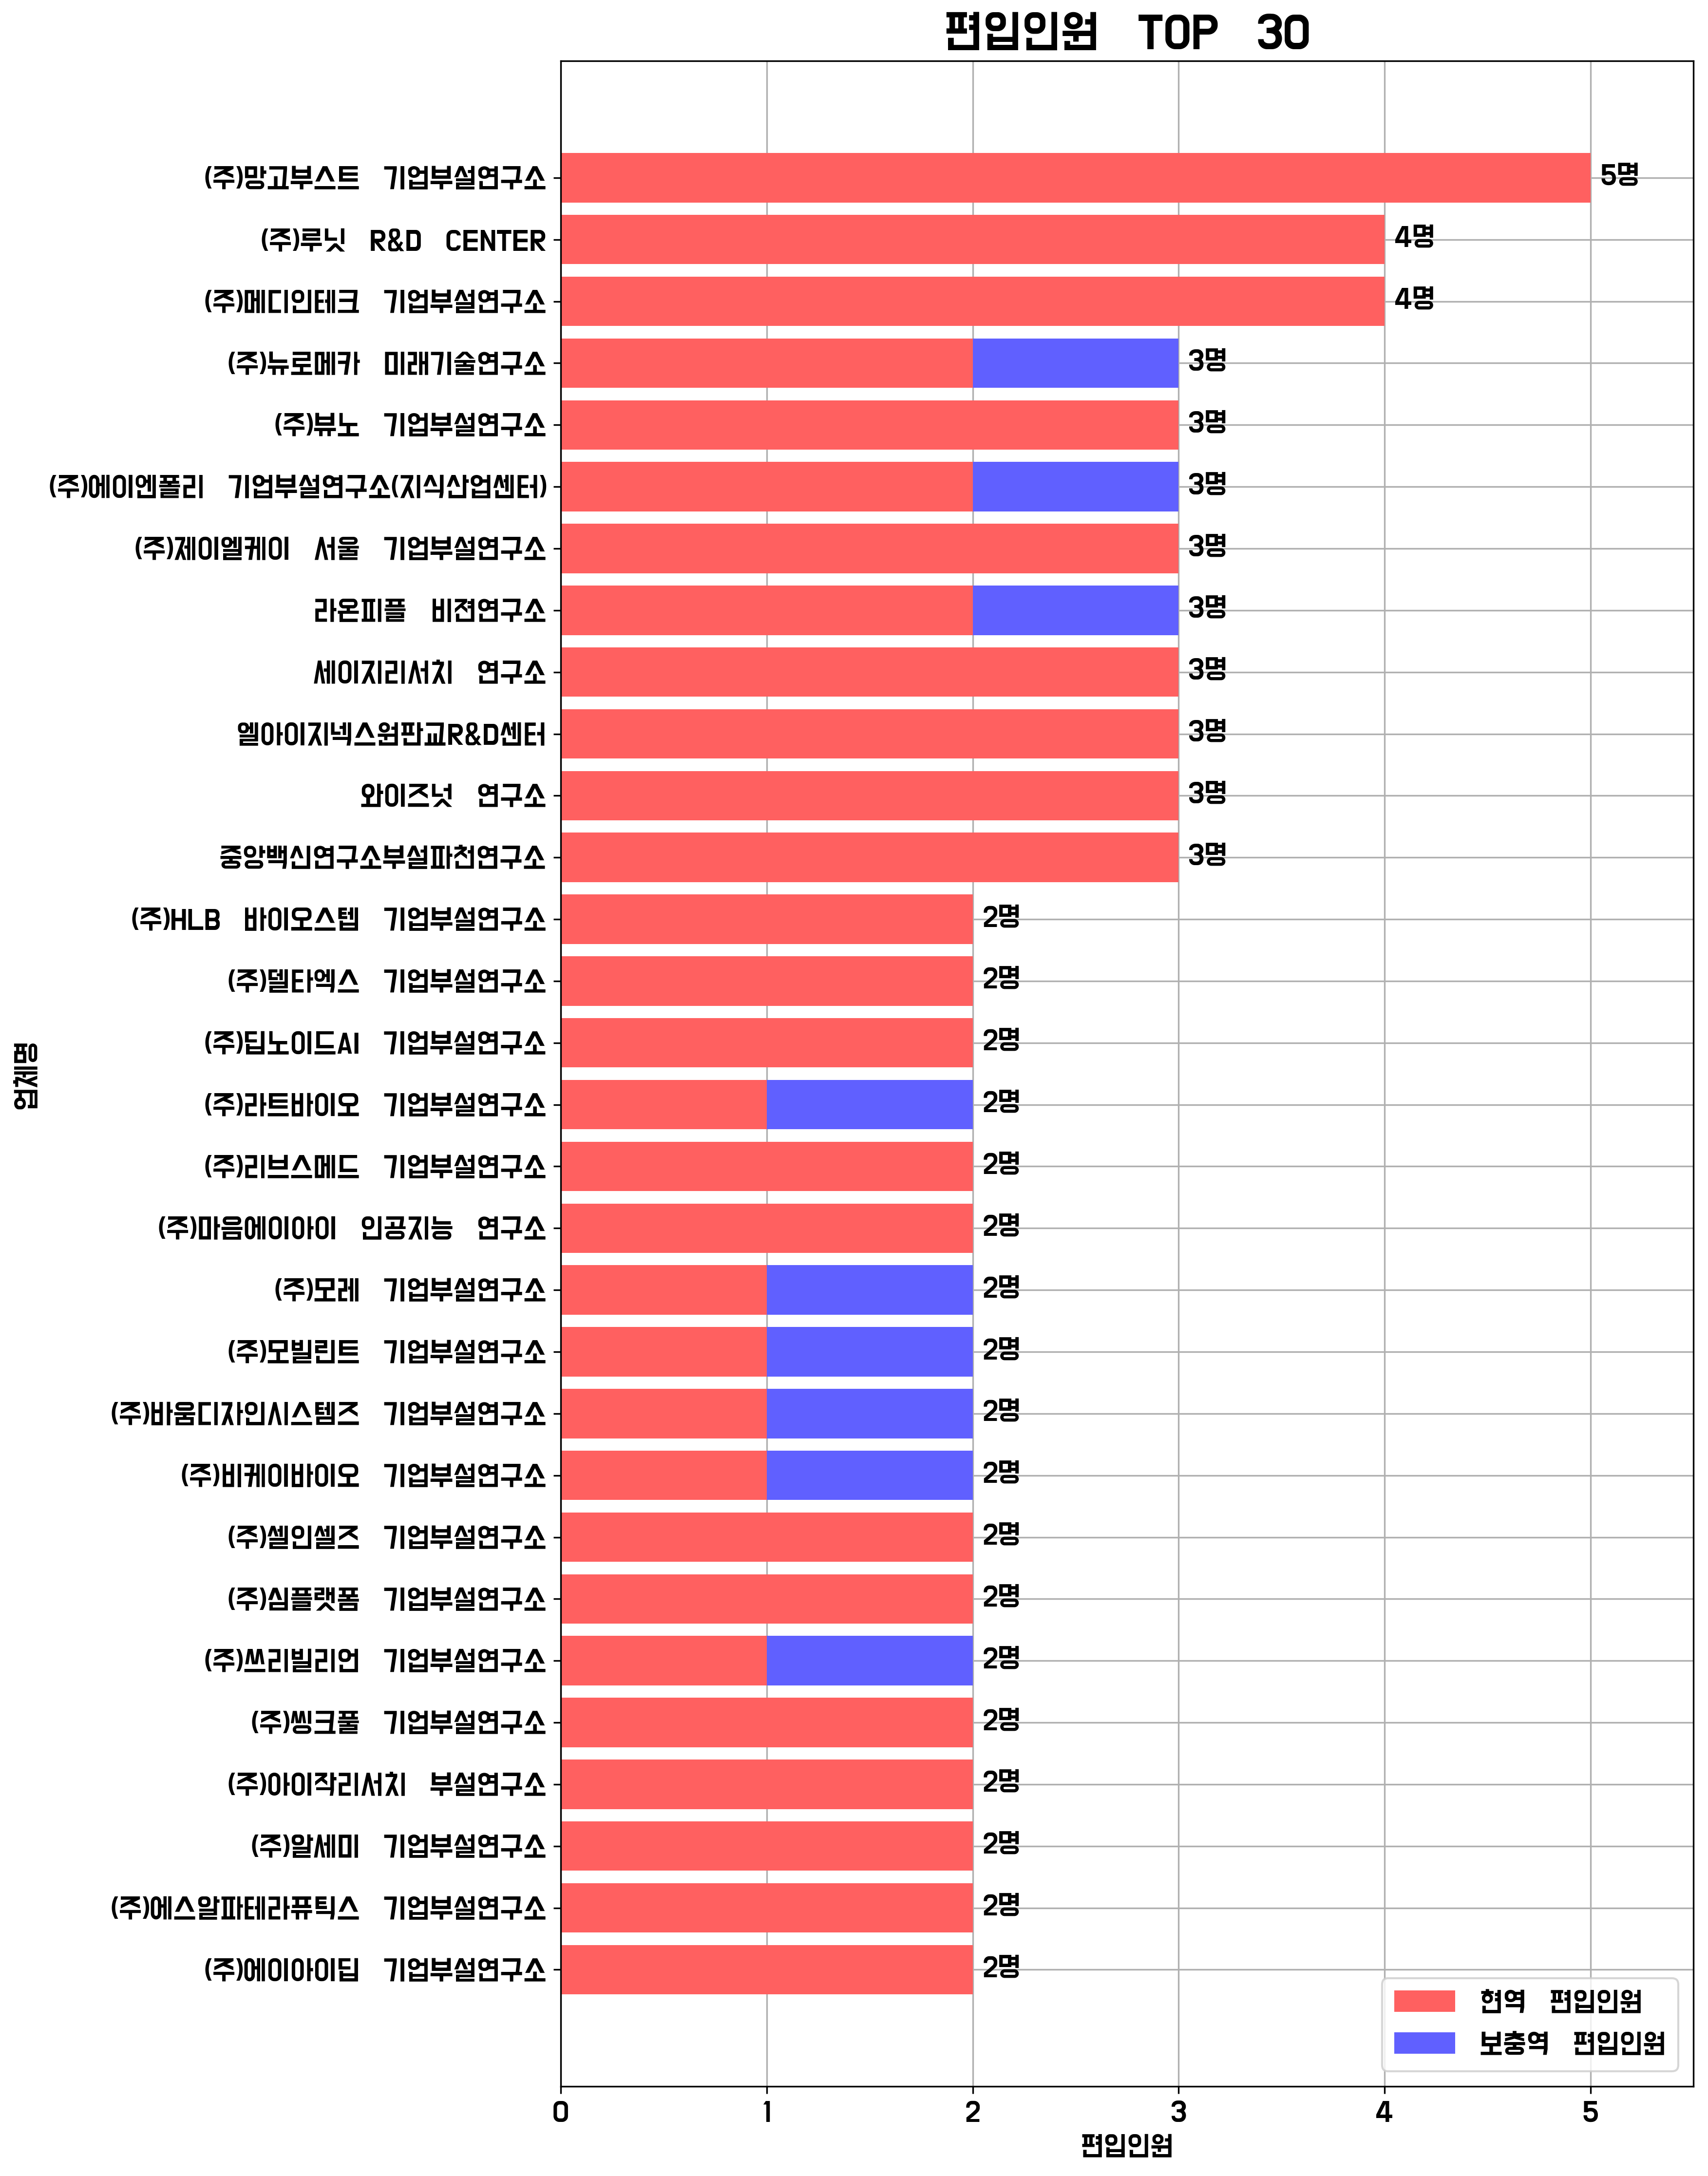 편입인원 TOP 30
(주)망고부스트 기업부설연구소 5명
(주)루닛 R&D CENTER 4명
(주)메디인테크 기업부설연구소 4명
(주)뉴로메카 미래기술연구소 3명
(주)뷰노 기업부설연구소 3명
(주)에이엔폴리 기업부설연구소(지식산업센터) 3명
(주)제이엘케이 서울 기업부설연구소 3명
라온피플 비젼연구소 3명
세이지리서치 연구소 3명
엘아이지넥스원판교R&D센터 3명
와이즈넛 연구소 3명
중앙백신연구소부설파천연구소 3명
(주)HLB 바이오스텝 기업부설연구소 2명
(주)델타엑스 기업부설연구소 2명
(주)딥노이드AI 기업부설연구소 2명
(주)라트바이오 기업부설연구소 2명
(주)리브스메드 기업부설연구소 2명
(주)마음에이아이 인공지능 연구소 2명
(주)모레 기업부설연구소 2명
(주)모빌린트 기업부설연구소 2명
(주)바움디자인시스템즈 기업부설연구소 2명
(주)비케이바이오 기업부설연구소 2명
(주)셀인셀즈 기업부설연구소 2명
(주)심플랫폼 기업부설연구소 2명
(주)쓰리빌리언 기업부설연구소 2명
(주)씽크풀 기업부설연구소 2명
(주)아이작리서치 부설연구소 2명
(주)알세미 기업부설연구소 2명
(주)에스알파테라퓨틱스 기업부설연구소 2명
(주)에이아이딥 기업부설연구소 2명
업체명
현역 편입인원
보충역 편입인원
0 1 2 3 4 5
편입인원